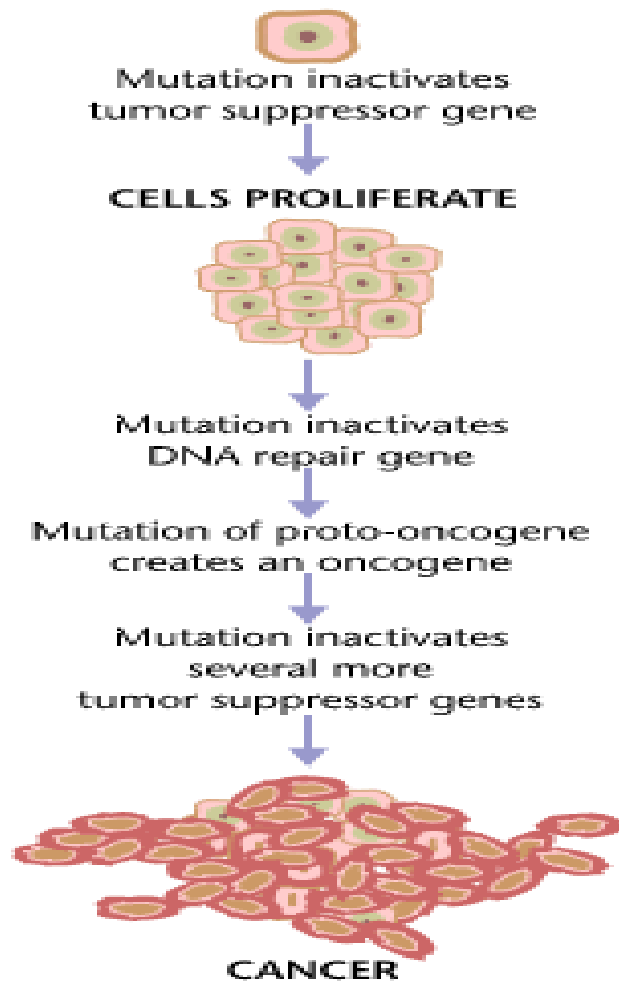 Mutation inactivates
tumor suppressor gene
CELLS PROLIFERATE
Mutation inactivates
DNA repair gene
Mutation of proto-oncogene
creates an oncogene
Mutation inactivates
several more
tumor suppressor genes
CANCER